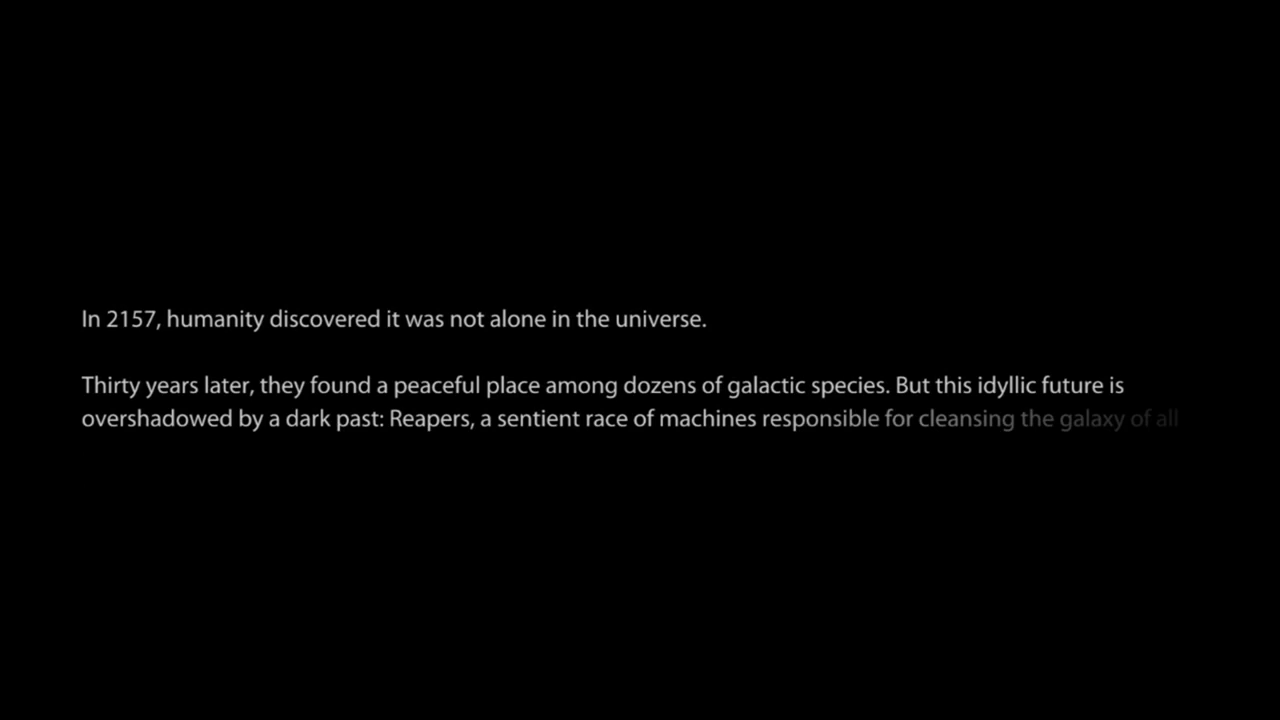 In 2157, humanity discovered it was not alone in the universe.
Thirty years later, they found a peaceful place among dozens of galactic species. But this idyllic future is
overshadowed by a dark past: Reapers, a sentient race of machines responsible for cleansing the galaxy of all